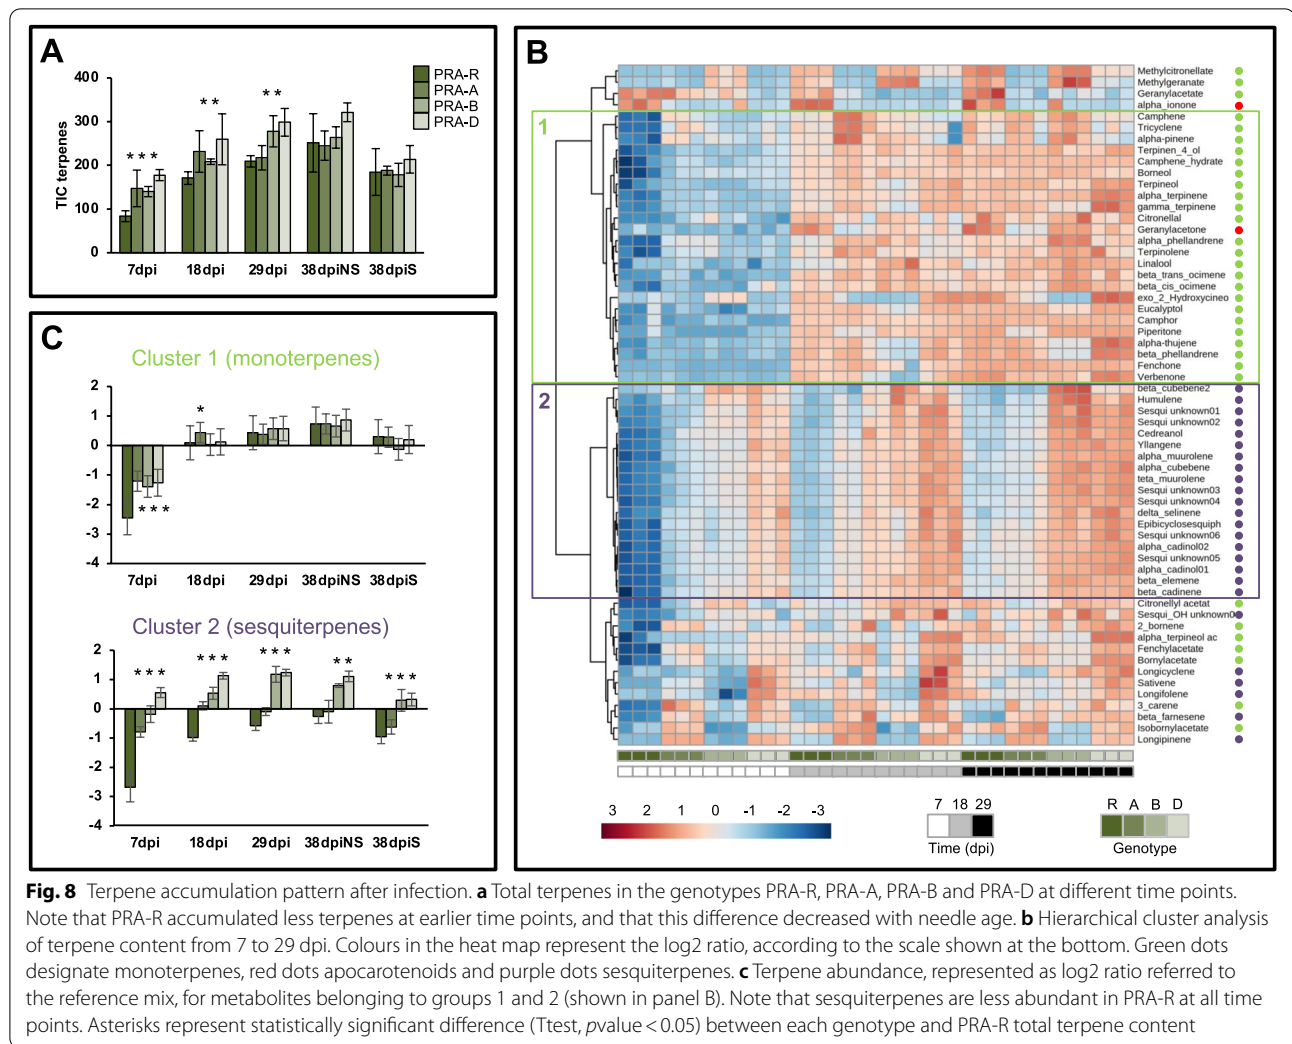 A
TIC terpenes
400
300
200
100
0
PRA-R
PRA-A
PRA-B
PRA-D
* * *
* *
* *
7dpi 18dpi 29dpi 38dpiNS 38dpiS
B
1
2
Methylcitronellate
Methylgeranate
Geranylacetate
alpha_ionone
Camphene
Tricyclene
alpha-pinene
Terpinen_4_ol
Camphene_hydrate
Borneol
Terpineol
alpha_terpinene
gamma_terpinene
Citronellal
Geranylacetone
alpha_phellandrene
Terpinolene
Linalool
beta_trans_ocimene
beta_cis_ocimene
exo_2_Hydroxycineo
Eucalyptol
Camphor
Piperitone
alpha-thujene
beta_phellandrene
Fenchone
Verbenone
beta_cubebene2
Humulene
Sesqui unknown01
Sesqui unknown02
Cedreanol
Yllangene
alpha_muurolene
alpha_cubebene
teta_muurolene
Sesqui unknown03
Sesqui unknown04
delta_selinene
Epibicyclosesquiph
Sesqui unknown06
alpha_cadinol02
Sesqui unknown05
alpha_cadinol01
beta_elemene
beta_cadinene
Citronellyl acetat
Sesqui_OH unknown0
2_bornene
alpha_terpineol ac
Fenchylacetate
Bornylacetate
Longicyclene
Sativene
Longifolene
3_carene
beta_farnesene
Isobornylacetate
Longipinene
3 2 1 0 -1 -2 -3
7 18 29
Time (dpi)
R A B D
Genotype
C
Cluster 1 (monoterpenes)
2
1
0
-1
-2
-3
-4
* * *
*
7dpi 18dpi 29dpi 38dpiNS 38dpiS
Cluster 2 (sesquiterpenes)
2
1
0
-1
-2
-3
-4
* * *
* * *
* * *
* *
* * *
7dpi 18dpi 29dpi 38dpiNS 38dpiS
Fig. 8 Terpene accumulation pattern after infection. a Total terpenes in the genotypes PRA-R, PRA-A, PRA-B and PRA-D at different time points.
Note that PRA-R accumulated less terpenes at earlier time points, and that this difference decreased with needle age. b Hierarchical cluster analysis
of terpene content from 7 to 29 dpi. Colours in the heat map represent the log2 ratio, according to the scale shown at the bottom. Green dots
designate monoterpenes, red dots apocarotenoids and purple dots sesquiterpenes. c Terpene abundance, represented as log2 ratio referred to
the reference mix, for metabolites belonging to groups 1 and 2 (shown in panel B). Note that sesquiterpenes are less abundant in PRA-R at all time
points. Asterisks represent statistically significant difference (Ttest, pvalue < 0.05) between each genotype and PRA-R total terpene content